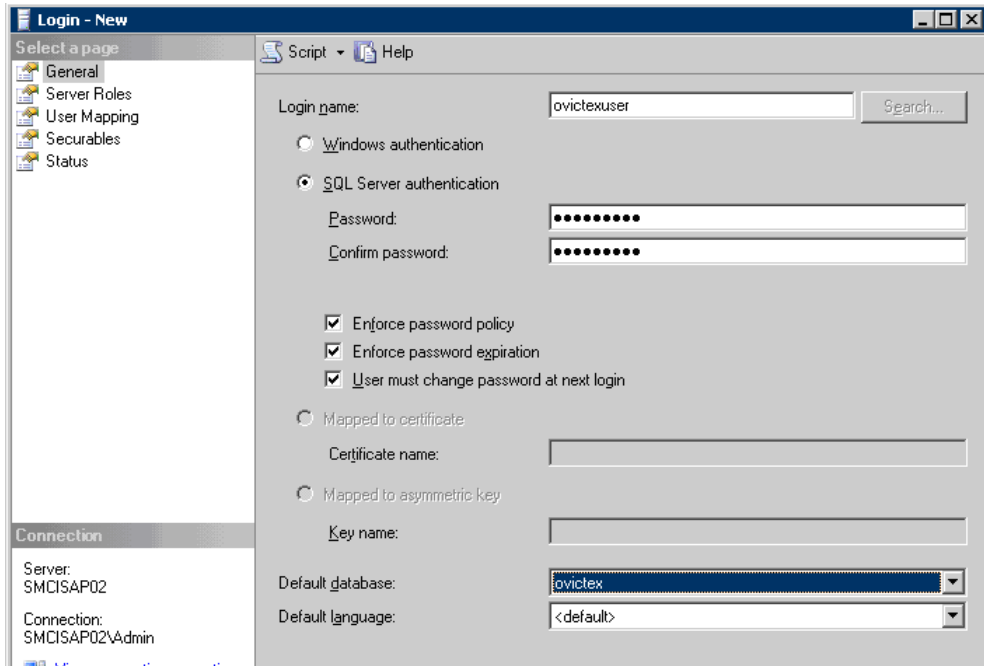 Login - New
Select a page
General
Server Roles
User Mapping
Securables
Status
Connection
Server:
SMCISAP02
Connection:
SMCISAP02\Admin
Script Help
Login name: ovictexuser Search...
Windows authentication
SQL Server authentication
Password: •••••••••
Confirm password: •••••••••
Enforce password policy
Enforce password expiration
User must change password at next login
Mapped to certificate
Certificate name:
Mapped to asymmetric key
Key name:
Default database: ovictex
Default language: <default>